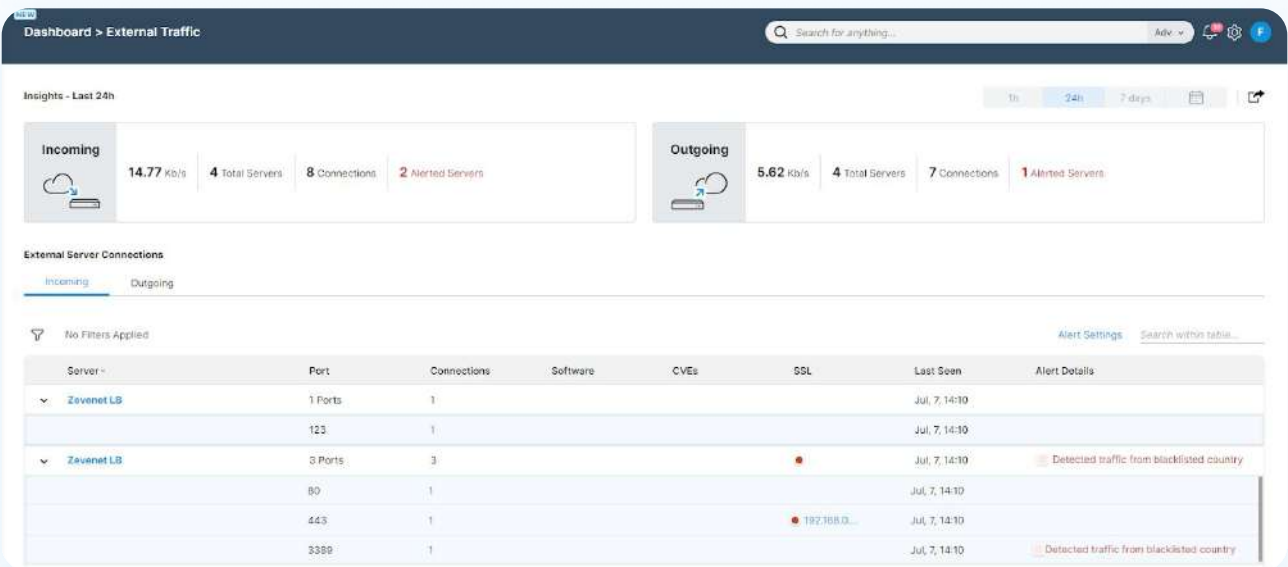 NEW
Dashboard > External Traffic
Search for anything...
Adv
F
Insights - Last 24h
1h 24h 7 days
Incoming
14.77 Kb/s 4 Total Servers 8 Connections 2 Alerted Servers
Outgoing
5.62 Kb/s 4 Total Servers 7 Connections 1 Alerted Servers
External Server Connections
Incoming Outgoing
No Filters Applied
Alert Settings Search within table...
Server Port Connections Software CVEs SSL Last Seen Alert Details
Zevenet LB 1 Ports 1 Jul, 7, 14:10
123 1 Jul, 7, 14:10
Zevenet LB 3 Ports 3 Jul, 7, 14:10 Detected traffic from blacklisted country
80 1 Jul, 7, 14:10
443 1 192.168.0... Jul, 7, 14:10
3389 1 Jul, 7, 14:10 Detected traffic from blacklisted country